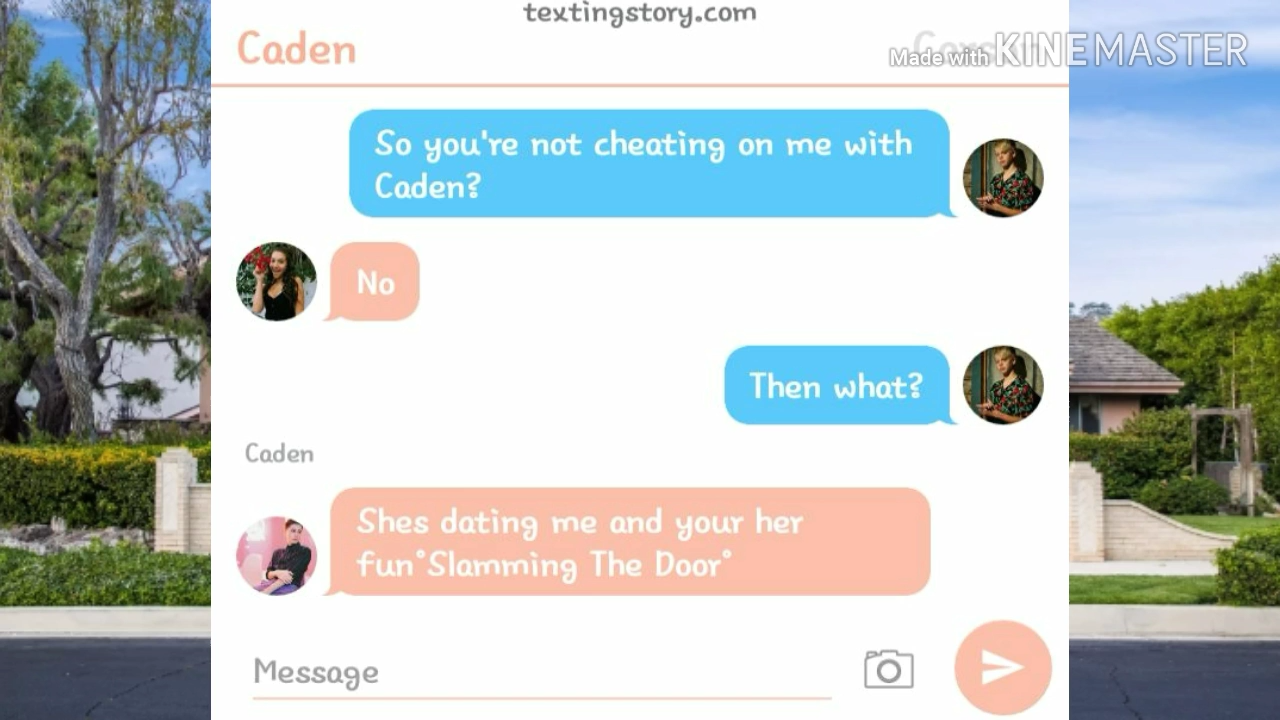 textingstory.com
Caden
Made with KINEMASTER
So you're not cheating on me with
Caden?
No
Then what?
Caden
Shes dating me and your her
fun°Slamming The Door°
Message